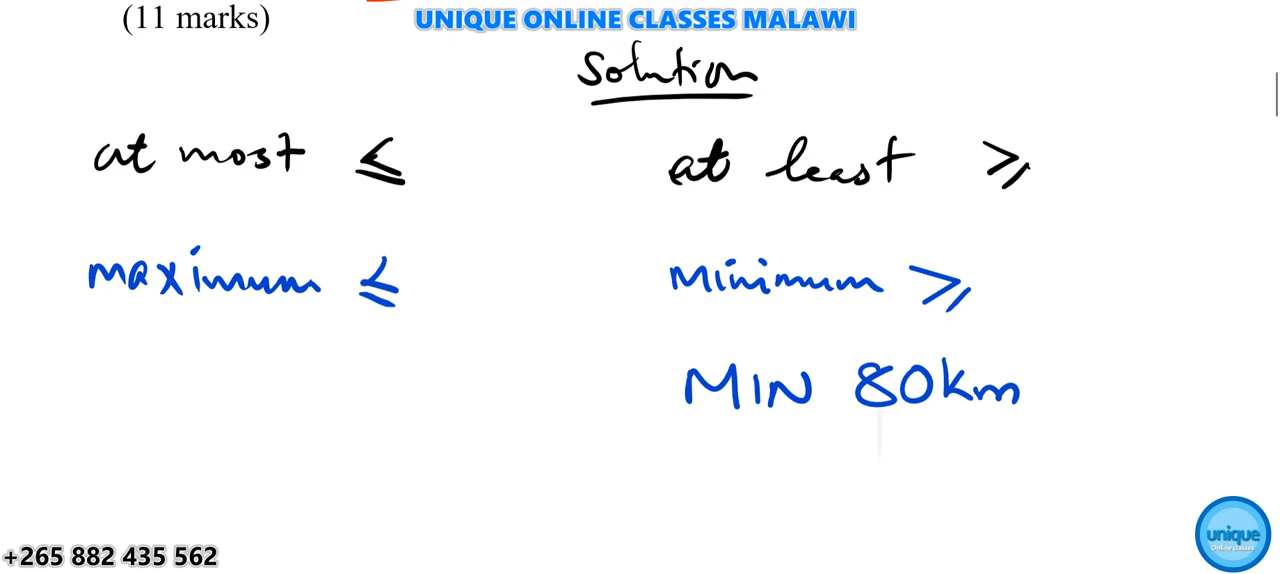 (11 marks)
UNIQUE ONLINE CLASSES MALAWI
Solution
at most ≤
at least ≥
maximum ≤
minimum ≥
MIN 80km
+265 882 435 562
unique
Online classes